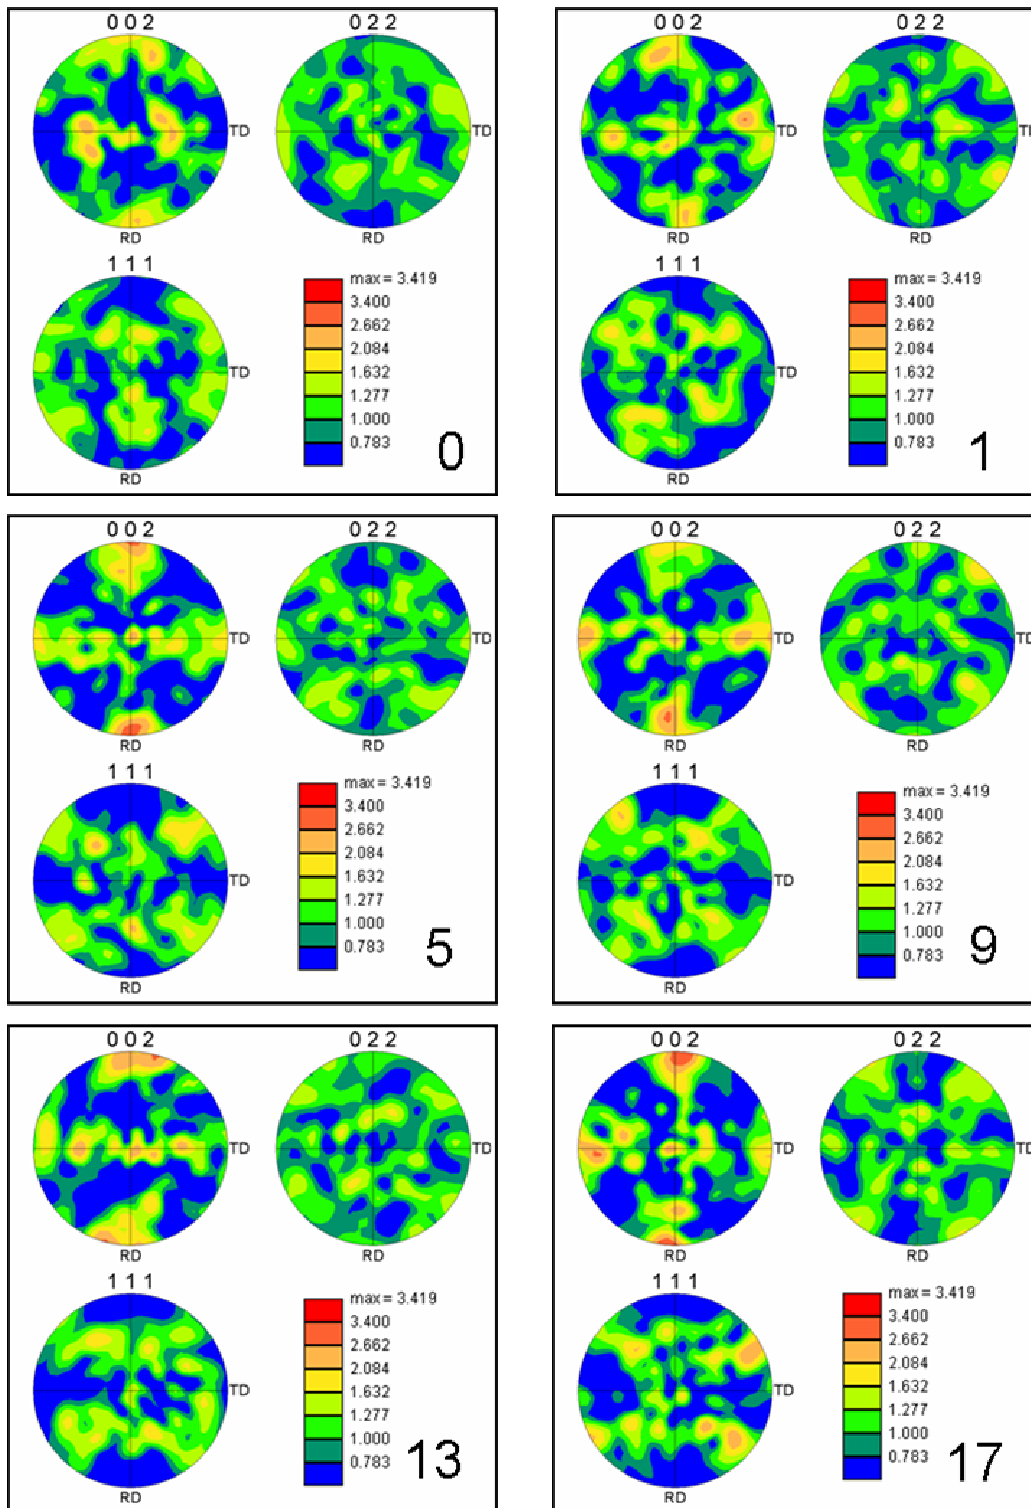 0 0 2
0 2 2
TD
TD
RD
RD
1 1 1
TD
RD
max = 3.419
3.400
2.662
2.084
1.632
1.277
1.000
0.783
0
0 0 2
0 2 2
TD
T
RD
RD
1 1 1
TD
RD
max = 3.419
3.400
2.662
2.084
1.632
1.277
1.000
0.783
1
0 0 2
0 2 2
TD
TD
RD
RD
1 1 1
TD
RD
max = 3.419
3.400
2.662
2.084
1.632
1.277
1.000
0.783
5
0 0 2
0 2 2
TD
TD
RD
RD
1 1 1
TD
RD
max = 3.419
3.400
2.662
2.084
1.632
1.277
1.000
0.783
9
0 0 2
0 2 2
TD
TD
RD
RD
1 1 1
TD
RD
max = 3.419
3.400
2.662
2.084
1.632
1.277
1.000
0.783
13
0 0 2
0 2 2
TD
TD
RD
RD
1 1 1
TD
RD
max = 3.419
3.400
2.662
2.084
1.632
1.277
1.000
0.783
17